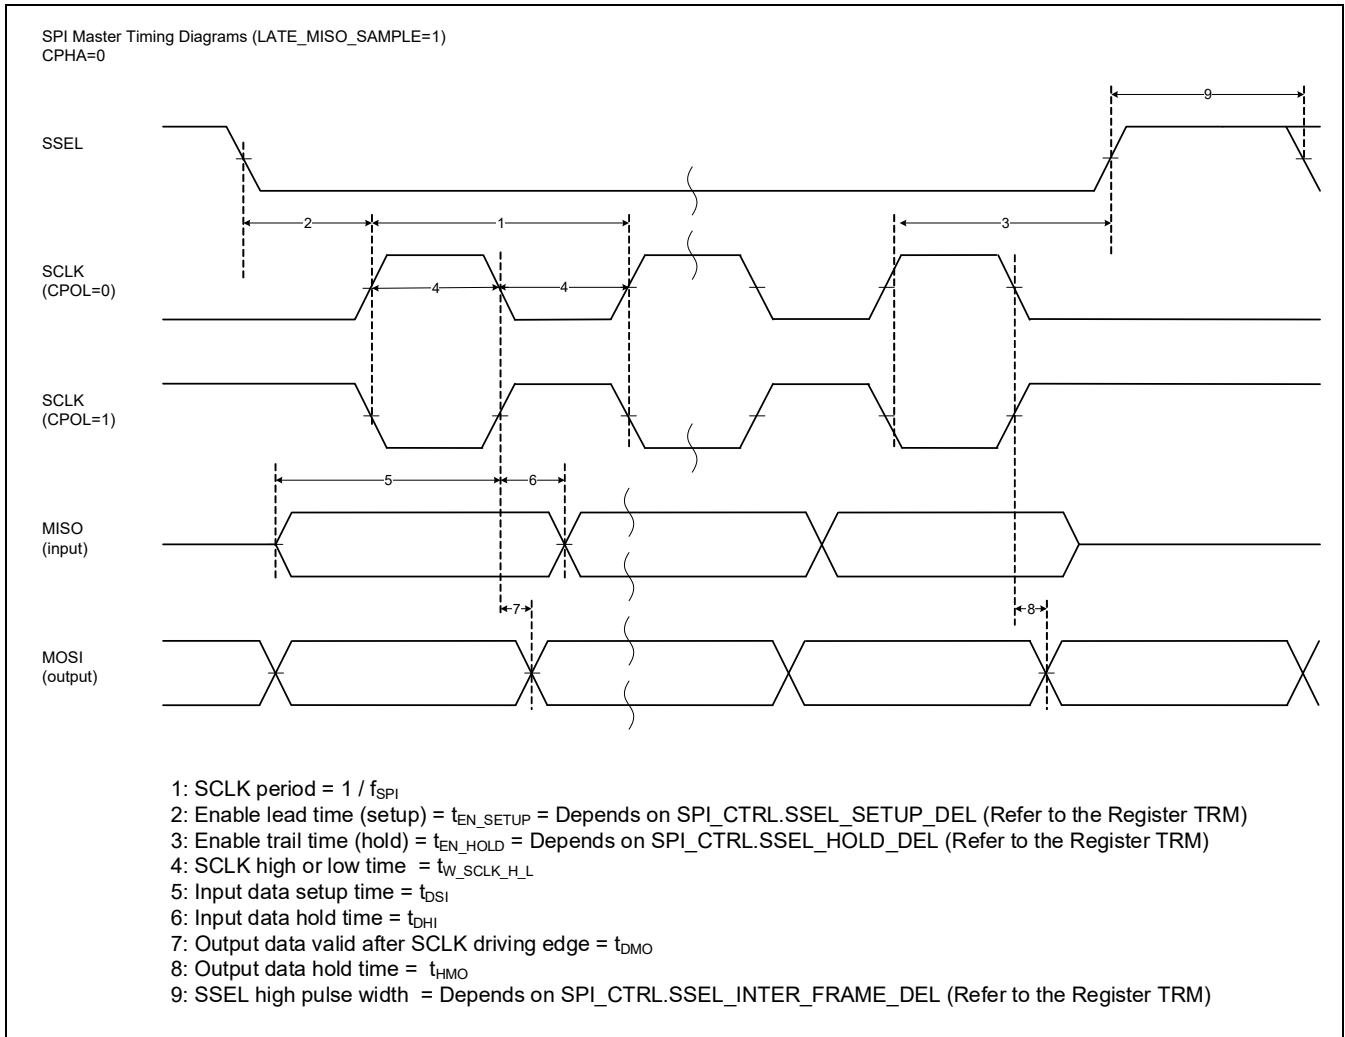 SPI Master Timing Diagrams (LATE_MISO_SAMPLE=1)
CPHA=0
9
SSEL
2
1
3
SCLK
(CPOL=0)
4
4
SCLK
(CPOL=1)
5
6
MISO
(input)
7
8
MOSI
(output)
1: SCLK period = 1 / fSPI
2: Enable lead time (setup) = tEN_SETUP = Depends on SPI_CTRL.SSEL_SETUP_DEL (Refer to the Register TRM)
3: Enable trail time (hold) = tEN_HOLD = Depends on SPI_CTRL.SSEL_HOLD_DEL (Refer to the Register TRM)
4: SCLK high or low time = tW_SCLK_H_L
5: Input data setup time = tDSI
6: Input data hold time = tDHI
7: Output data valid after SCLK driving edge = tDMO
8: Output data hold time = tHMO
9: SSEL high pulse width = Depends on SPI_CTRL.SSEL_INTER_FRAME_DEL (Refer to the Register TRM)